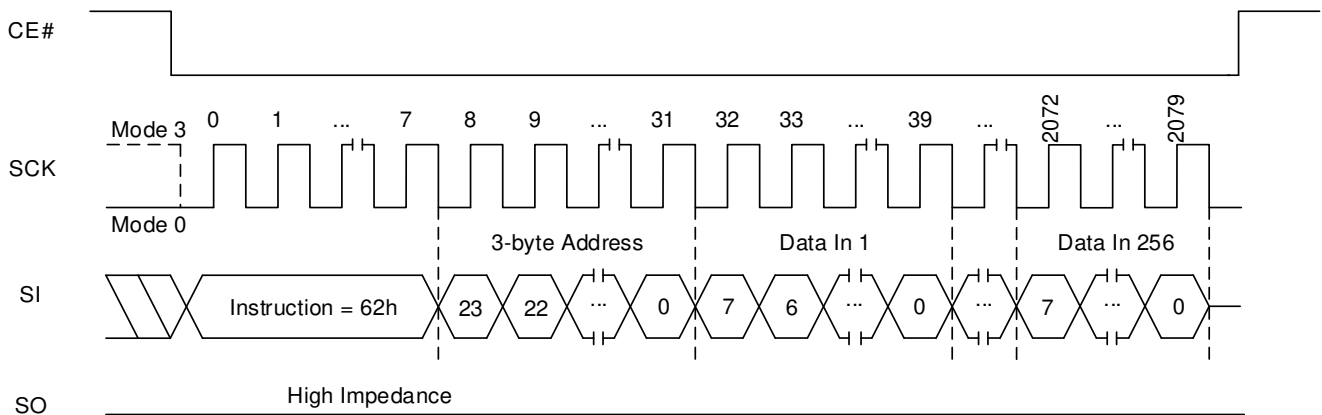 CE#
0 1 ... 7 8 9 ... 31 32 33 ... 39 ... 2072 ... 2079
Mode 3
SCK
Mode 0
3-byte Address Data In 1 Data In 256
SI
Instruction = 62h 23 22 ... 0 7 6 ... 0 ... 7 ... 0
High Impedance
SO